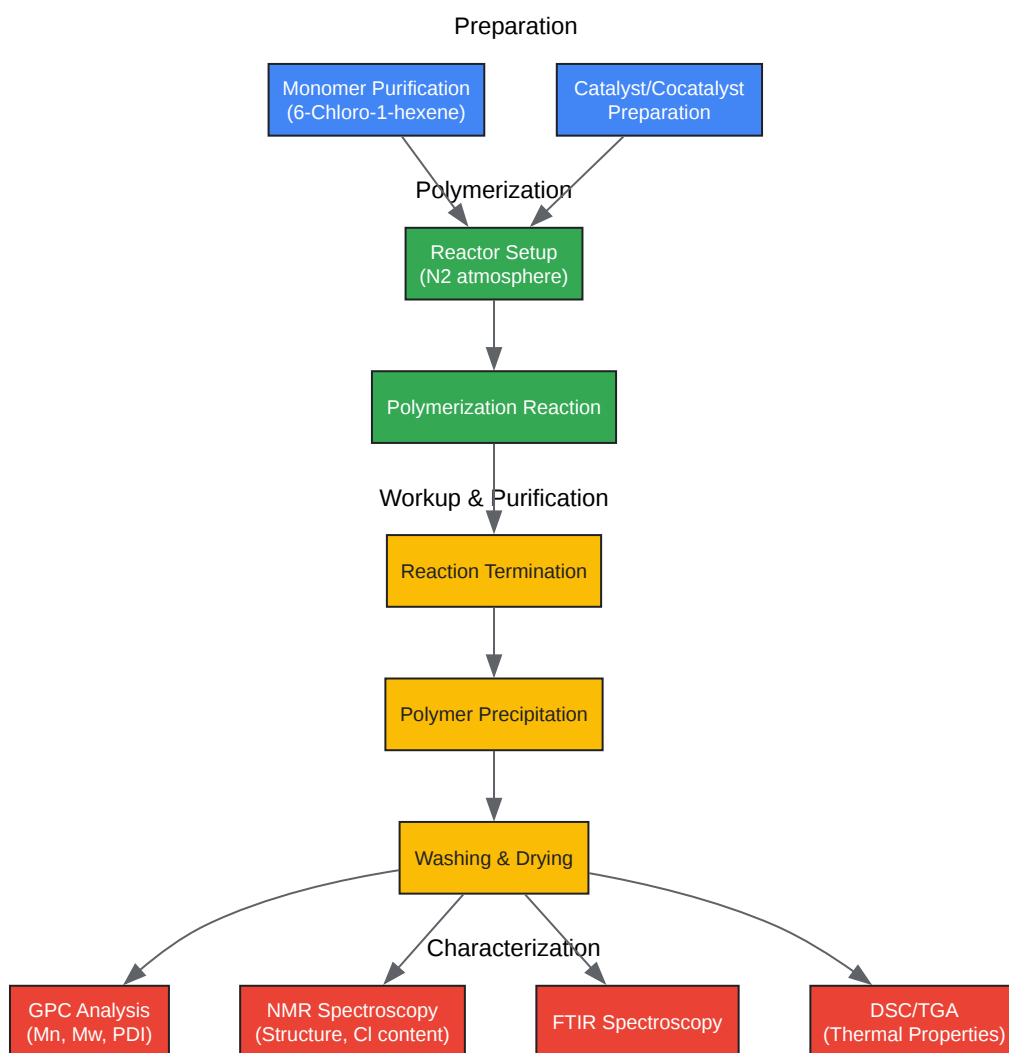 Preparation
Monomer Purification
(6-Chloro-1-hexene)
Catalyst/Cocatalyst
Preparation
Polymerization
Reactor Setup
(N2 atmosphere)
Polymerization Reaction
Workup & Purification
Reaction Termination
Polymer Precipitation
Washing & Drying
Characterization
GPC Analysis
(Mn, Mw, PDI)
NMR Spectroscopy
(Structure, Cl content)
FTIR Spectroscopy
DSC/TGA
(Thermal Properties)